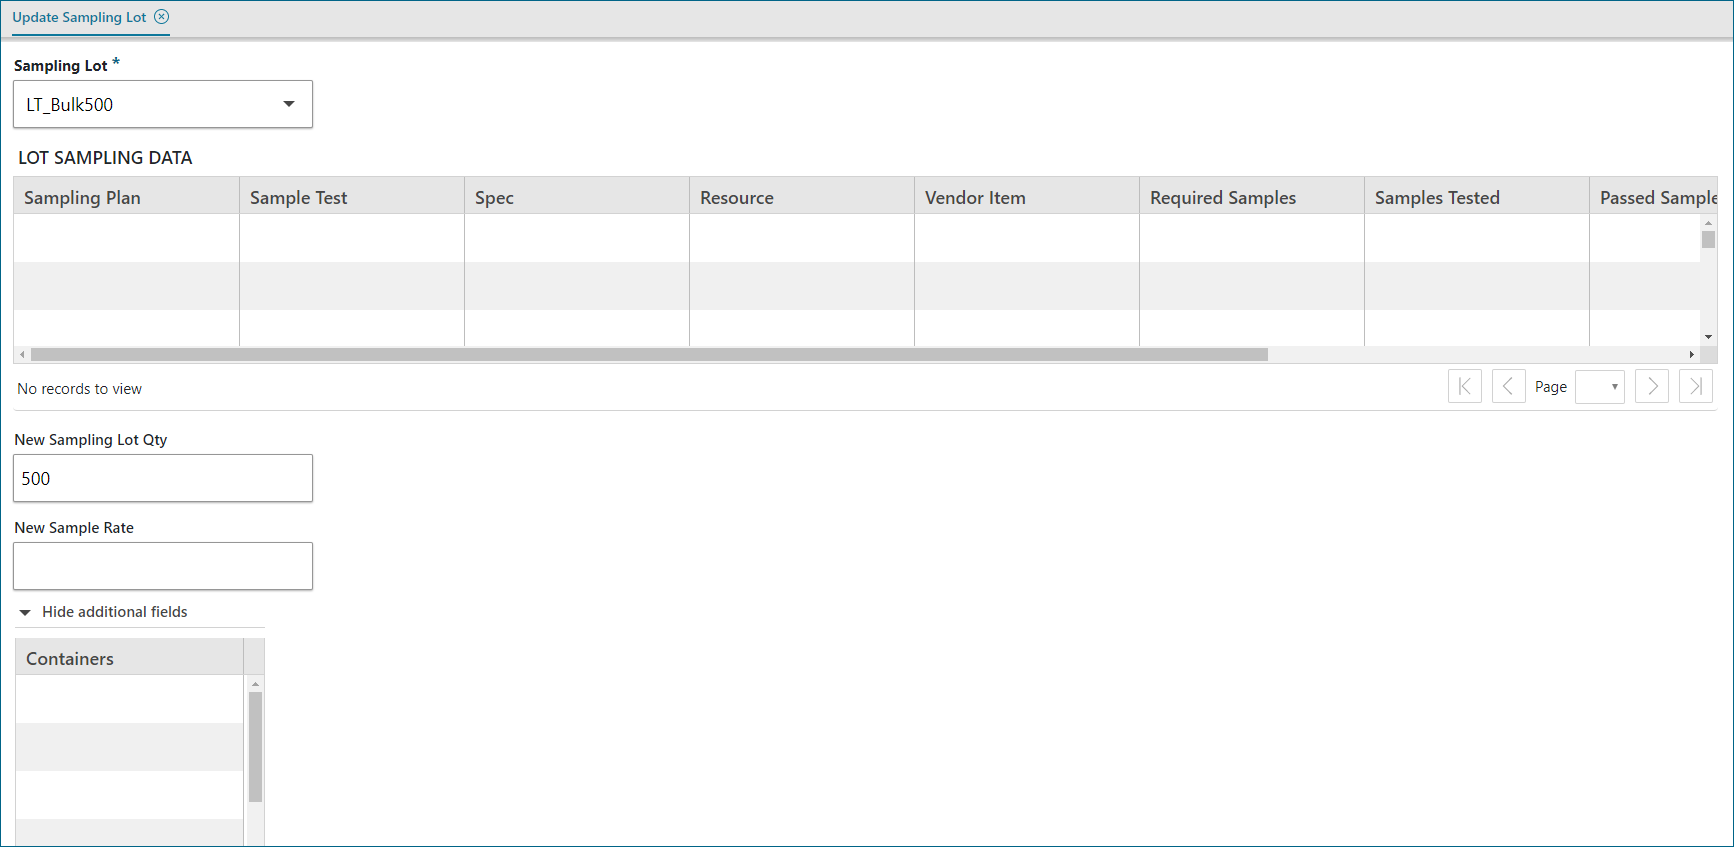 Update Sampling Lot
Sampling Lot *
LT_Bulk500
LOT SAMPLING DATA
Sampling Plan Sample Test Spec Resource Vendor Item Required Samples Samples Tested Passed Sample
No records to view Page
New Sampling Lot Qty
500
New Sample Rate
Hide additional fields
Containers